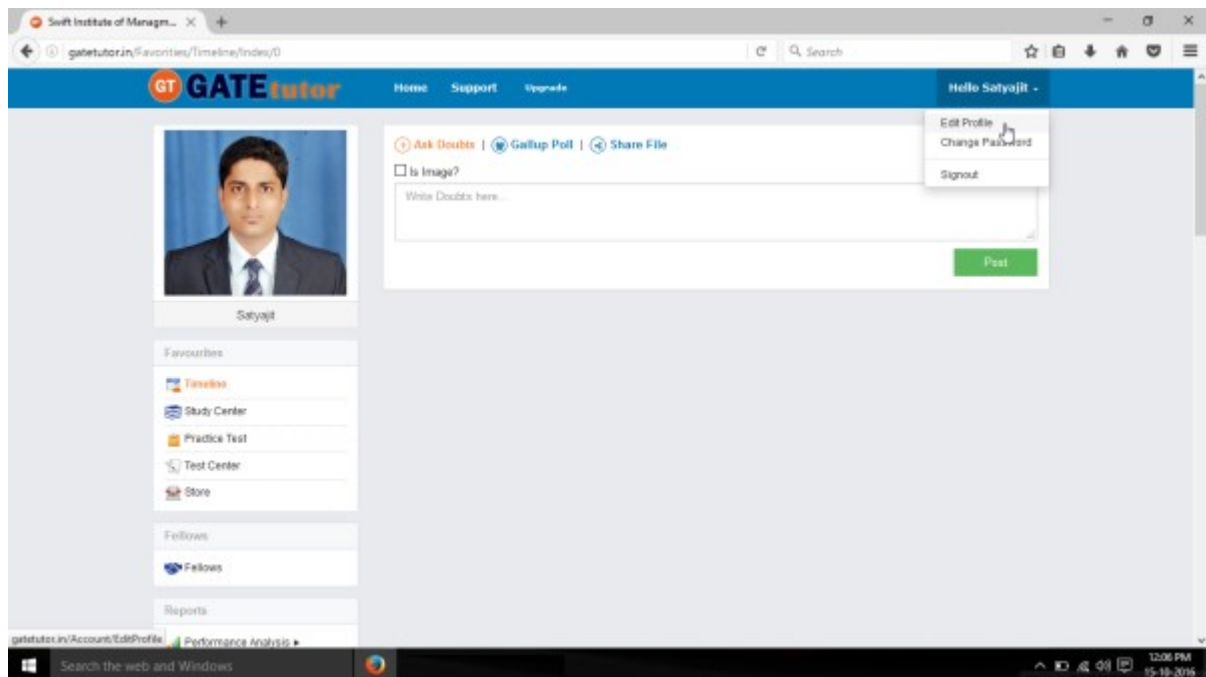 Swift Institute of Managm...
gatetutor.in/Favorities/Timeline/Index/0
Search
GT GATEtutor
Home Support Upgrade
Hello Satyajit
Edit Profile
Change Password
Signout
Ask Doubts | Gallup Poll | Share File
Is Image?
Write Doubts here...
Post
Satyajit
Favourites
Timeline
Study Center
Practice Test
Test Center
Store
Fellows
Fellows
Reports
Performance Analysis
gatetutor.in/Account/EditProfile
Search the web and Windows
12:06 PM
15-10-2016